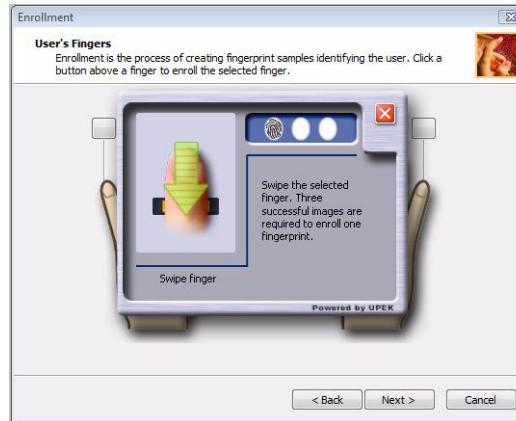 Enrollment
User's Fingers
Enrollment is the process of creating fingerprint samples identifying the user. Click a
button above a finger to enroll the selected finger.
Swipe the selected
finger. Three
successful images are
required to enroll one
fingerprint.
Swipe finger
Powered by UPEK
< Back
Next >
Cancel